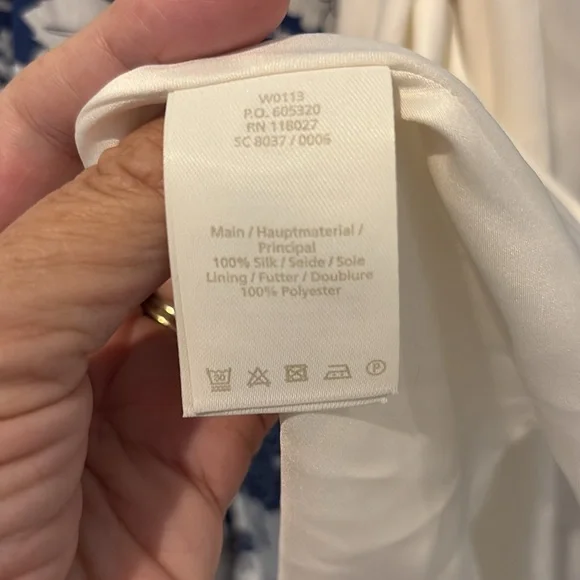 W0113
P.O. 605320
RN 118027
SC 8037 / 0006
Main / Hauptmaterial /
Principal
100% Silk / Seide / Soie
Lining / Futter / Doublure
100% Polyester
30
P